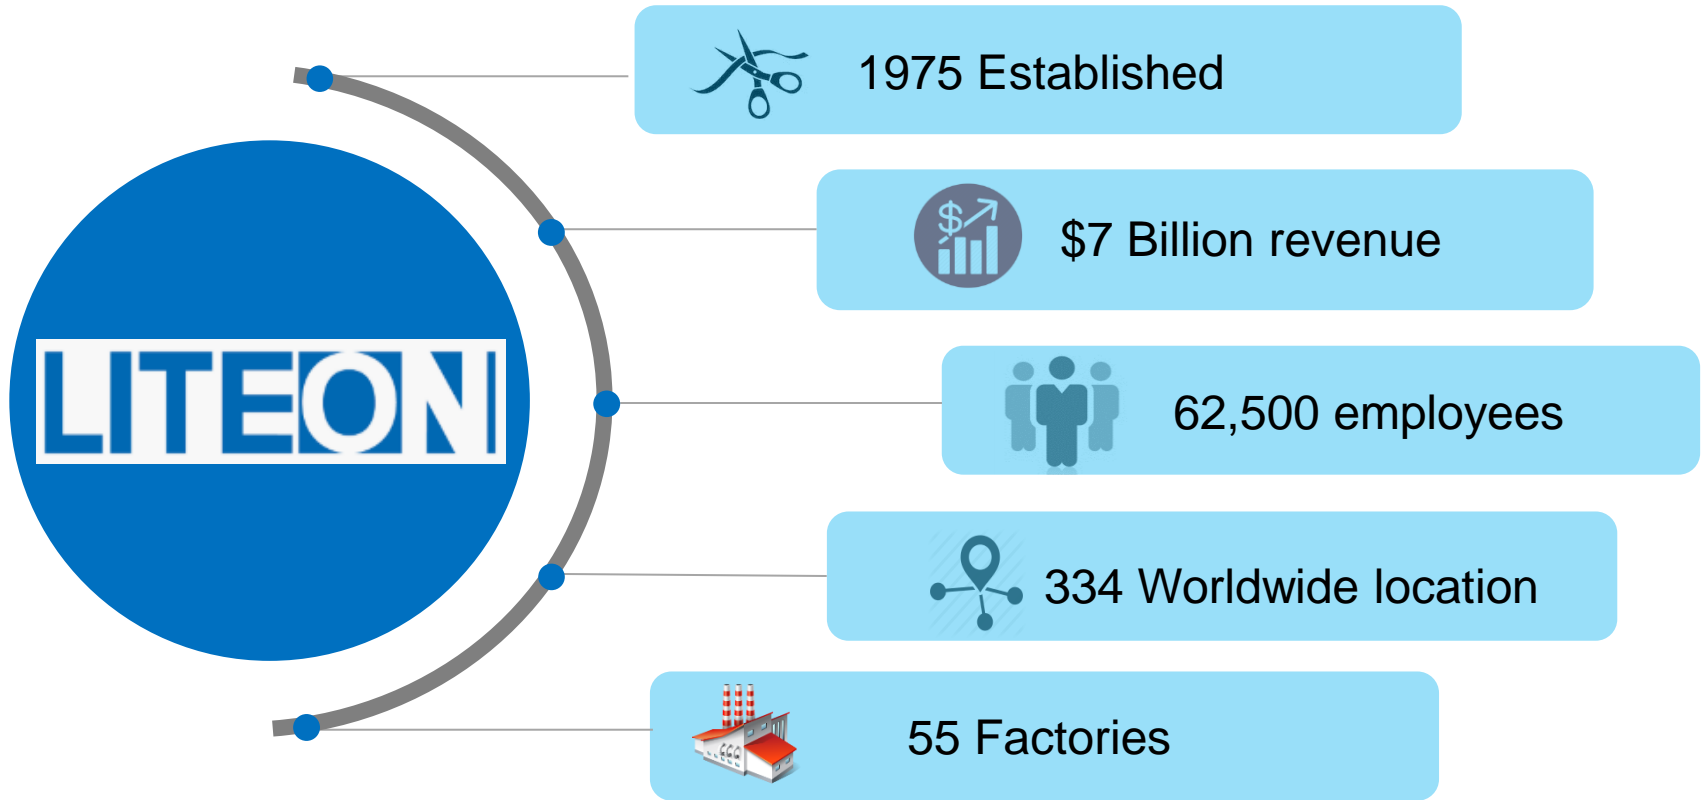 1975 Established
$7 Billion revenue
LITEON
62,500 employees
334 Worldwide location
55 Factories